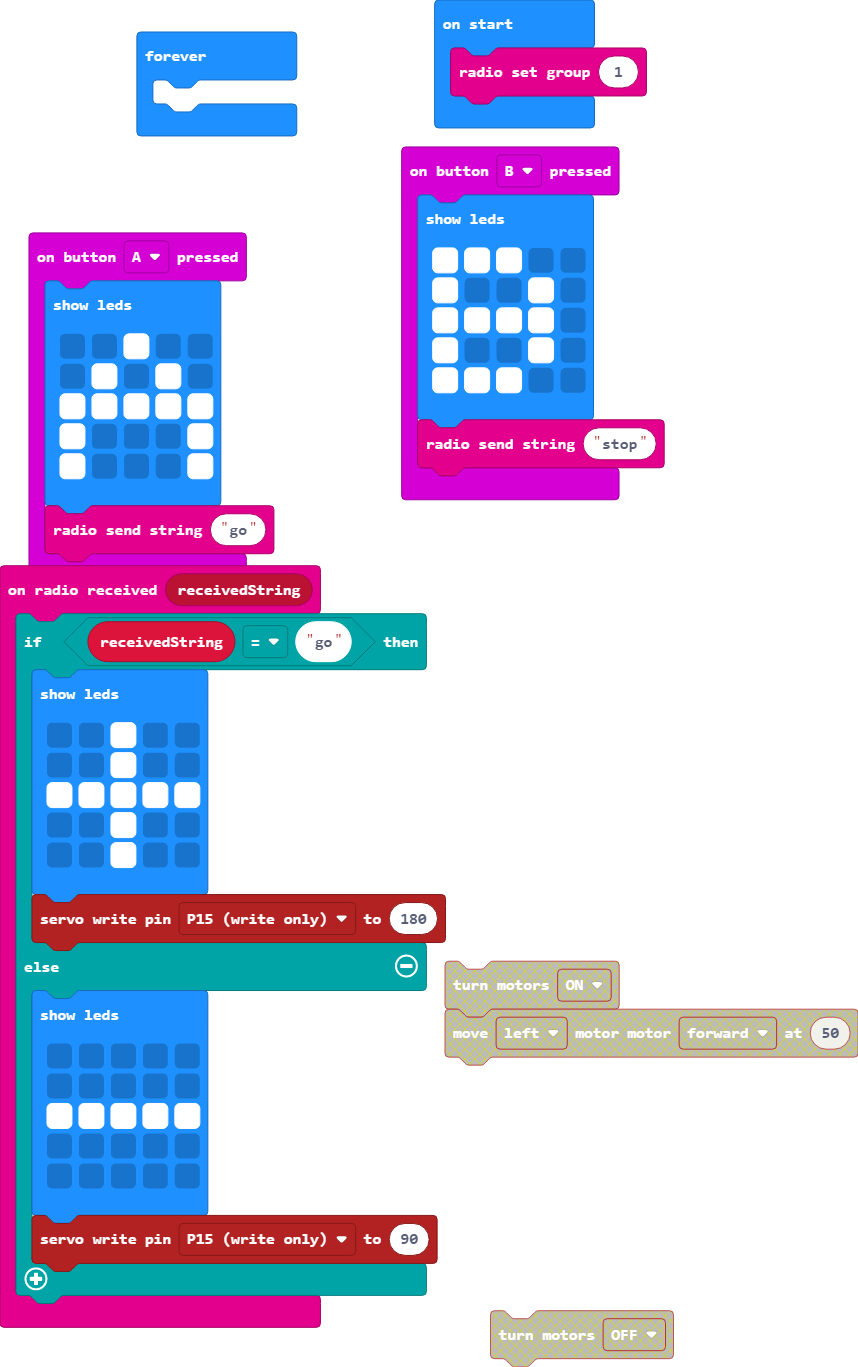 forever
on start
radio set group 1
on button B pressed
show leds
radio send string "stop"
on button A pressed
show leds
radio send string "go"
on radio received receivedString
if receivedString = "go" then
show leds
servo write pin P15 (write only) to 180
else
show leds
servo write pin P15 (write only) to 90
turn motors ON
move left motor motor forward at 50
turn motors OFF